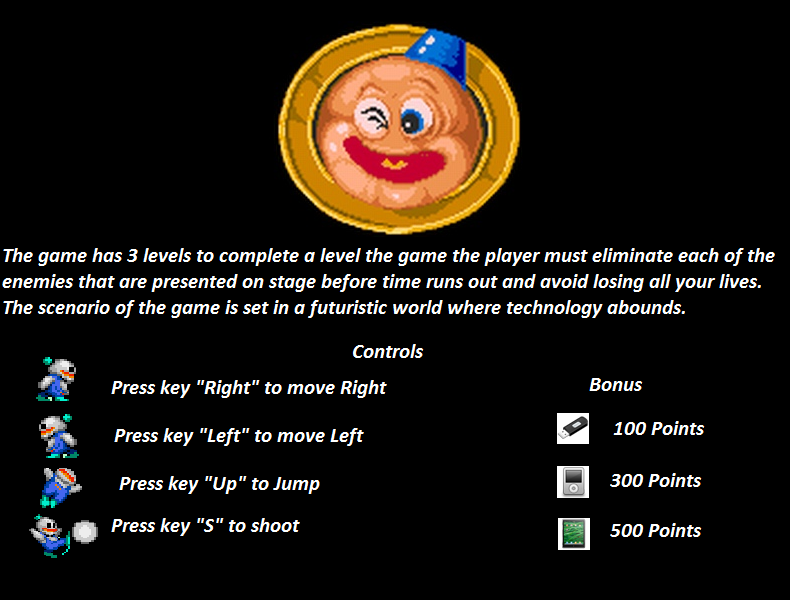 The game has 3 levels to complete a level the game the player must eliminate each of the
enemies that are presented on stage before time runs out and avoid losing all your lives.
The scenario of the game is set in a futuristic world where technology abounds.
Controls
Press key "Right" to move Right
Press key "Left" to move Left
Press key "Up" to Jump
Press key "S" to shoot
Bonus
100 Points
300 Points
500 Points